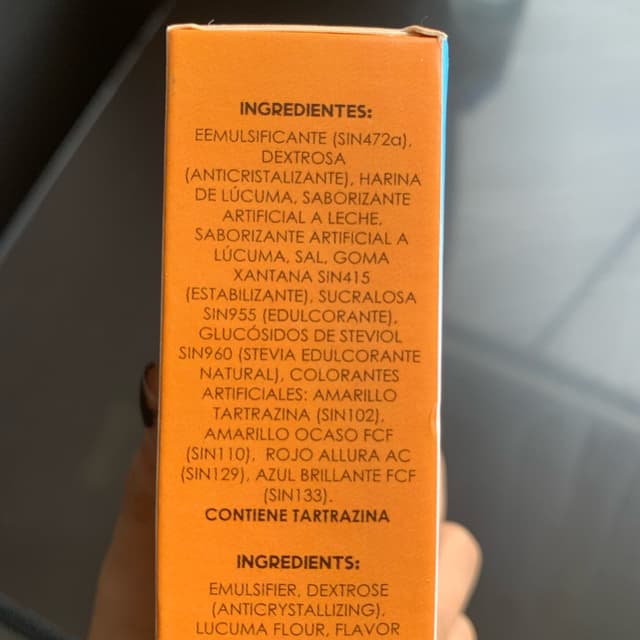 INGREDIENTES:
EEMULSIFICANTE (SIN472a),
DEXTROSA
(ANTICRISTALIZANTE), HARINA
DE LÚCUMA, SABORIZANTE
ARTIFICIAL A LECHE,
SABORIZANTE ARTIFICIAL A
LÚCUMA, SAL, GOMA
XANTANA SIN415
(ESTABILIZANTE), SUCRALOSA
SIN955 (EDULCORANTE),
GLUCÓSIDOS DE STEVIOL
SIN960 (STEVIA EDULCORANTE
NATURAL), COLORANTES
ARTIFICIALES: AMARILLO
TARTRAZINA (SIN102),
AMARILLO OCASO FCF
(SIN110), ROJO ALLURA AC
(SIN129), AZUL BRILLANTE FCF
(SIN133).
CONTIENE TARTRAZINA
INGREDIENTS:
EMULSIFIER, DEXTROSE
(ANTICRYSTALLIZING),
LUCUMA FLOUR, FLAVOR